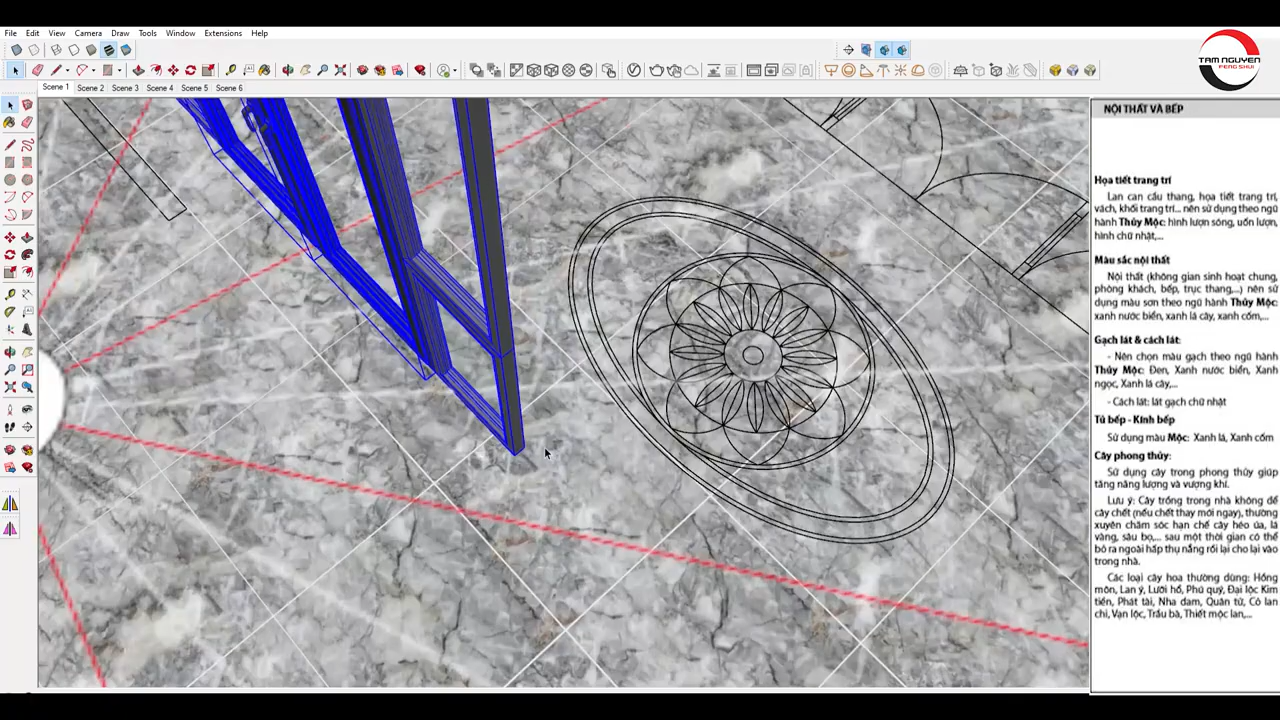 File Edit View Camera Draw Tools Window Extensions Help
TAM NGUYEN
FENG SHUI
Scene 1 Scene 2 Scene 3 Scene 4 Scene 5 Scene 6
NỘI THẤT VÀ BẾP
Họa tiết trang trí
Lan can cầu thang, họa tiết trang trí,
vách, khối trang trí... nên sử dụng theo ngũ
hành Thủy Mộc: hình lượn sóng, uốn lượn,
hình chữ nhật,...
Màu sắc nội thất
Nội thất (không gian sinh hoạt chung,
phòng khách, bếp, trục thang,...) nên sử
dụng màu sơn theo ngũ hành Thủy Mộc:
xanh nước biển, xanh lá cây, xanh cốm,...
Gạch lát & cách lát:
- Nên chọn màu gạch theo ngũ hành
Thủy Mộc: Đen, Xanh nước biển, Xanh
ngọc, Xanh lá cây,...
- Cách lát: lát gạch chữ nhật
Tủ bếp - Kính bếp
Sử dụng màu Mộc: Xanh lá, Xanh cốm
Cây phong thủy:
Sử dụng cây trong phong thủy giúp
tăng năng lượng và vượng khí.
Lưu ý: Cây trồng trong nhà không để
cây chết (nếu chết thay mới ngay), thường
xuyên chăm sóc hạn chế cây héo úa, lá
vàng, sâu bọ,... sau một thời gian có thể
bỏ ra ngoài hấp thụ nắng rồi lại cho lại vào
trong nhà.
Các loại cây hoa thường dùng: Hồng
môn, Lan ý, Lưỡi hổ, Phú quý, Đại lộc Kim
tiền, Phát tài, Nha đam, Quân tử, Cỏ lan
chi, Vạn lộc, Trầu bà, Thiết mộc lan,...